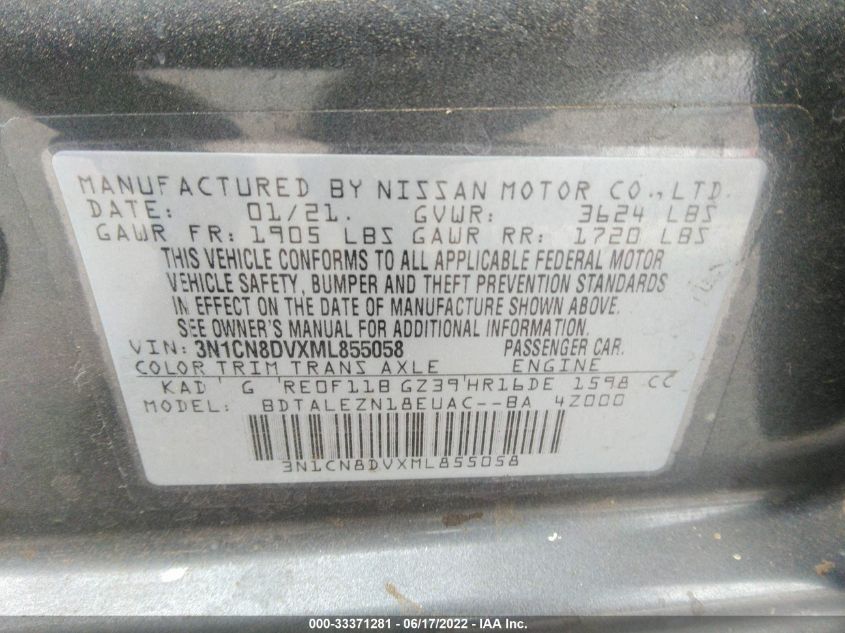 MANUFACTURED BY NISSAN MOTOR CO.,LTD.
DATE: 01/21. GVWR: 3624 LBS
GAWR FR: 1905 LBS GAWR RR: 1720 LBS
THIS VEHICLE CONFORMS TO ALL APPLICABLE FEDERAL MOTOR
VEHICLE SAFETY, BUMPER AND THEFT PREVENTION STANDARDS
IN EFFECT ON THE DATE OF MANUFACTURE SHOWN ABOVE.
SEE OWNER'S MANUAL FOR ADDITIONAL INFORMATION.
VIN: 3N1CN8DVXML855058 PASSENGER CAR.
COLOR TRIM TRANS AXLE ENGINE
KAD ' G 'RE0F11B GZ39'HR16DE 1598 CC
MODEL: BDTALEZN18EUAC--BA 4Z000
3N1CN8DVXML855058
000-33371281 - 06/17/2022 - IAA Inc.